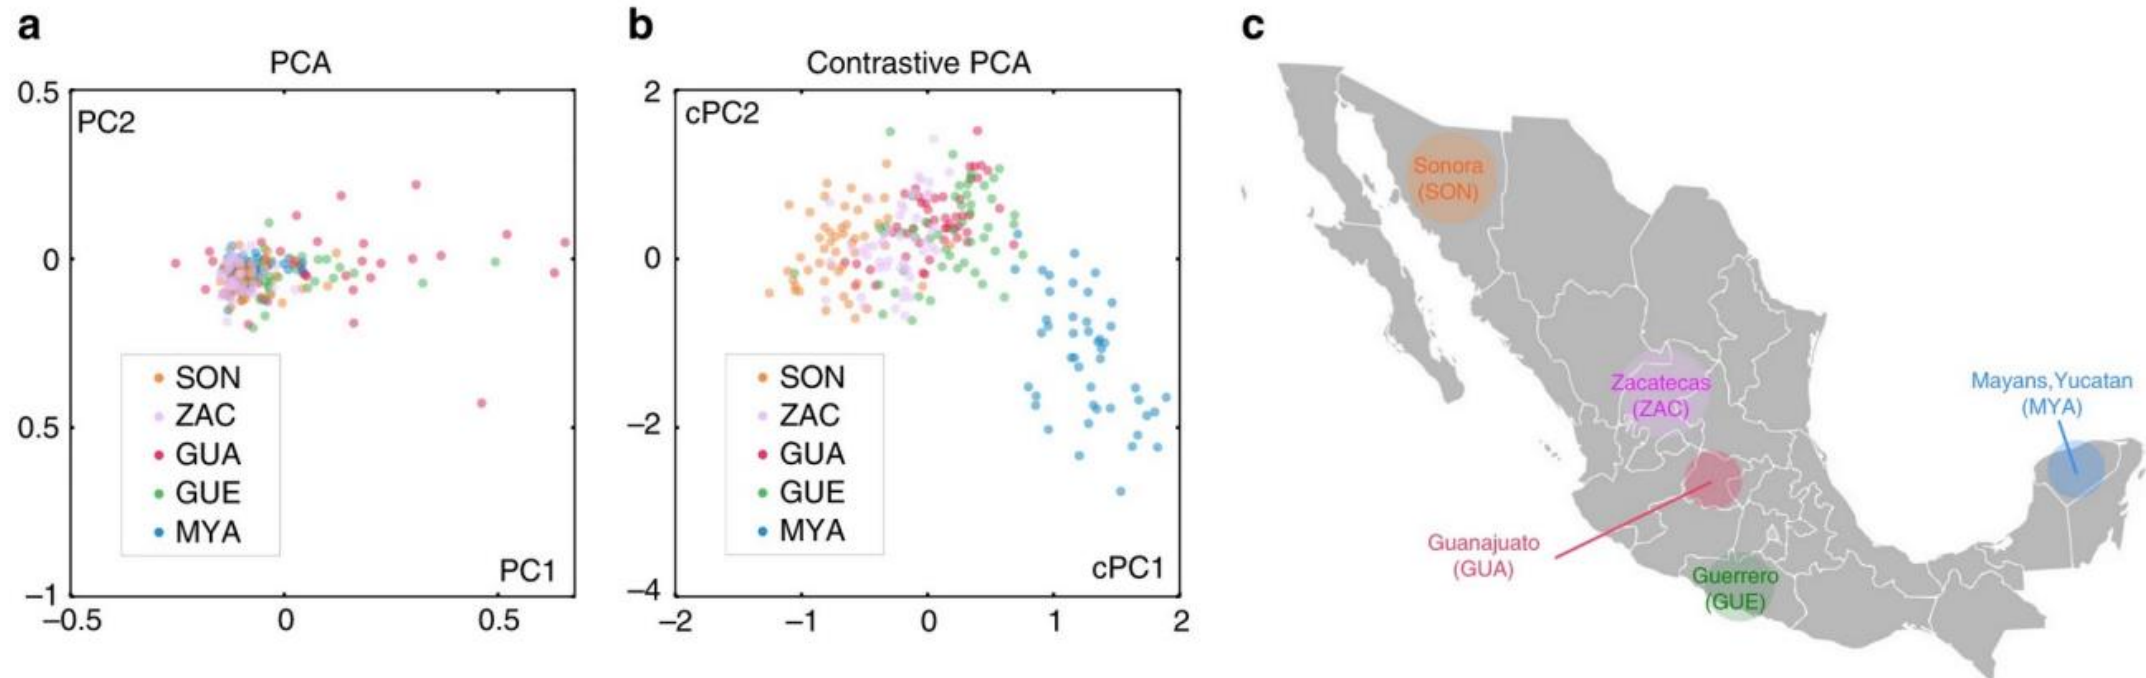 a
PCA
0.5
PC2
0
0.5
−1
SON
ZAC
GUA
GUE
MYA
PC1
−0.5
0
0.5
b
Contrastive PCA
2
cPC2
0
−2
−4
SON
ZAC
GUA
GUE
MYA
cPC1
−2
−1
0
1
2
c
Sonora
(SON)
Zacatecas
(ZAC)
Mayans,Yucatan
(MYA)
Guanajuato
(GUA)
Guerrero
(GUE)